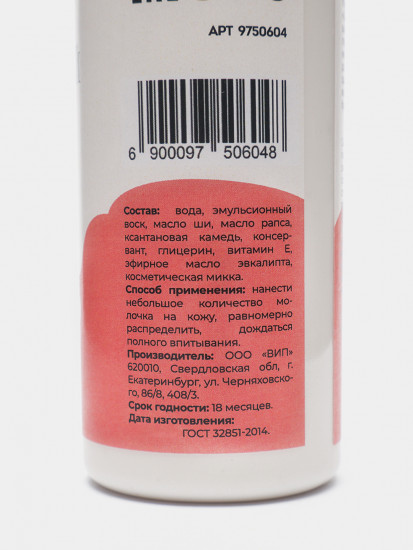 АРТ 9750604
6 900097 506048
Состав: вода, эмульсионный
воск, масло ши, масло рапса,
ксантановая камедь, консер-
вант, глицерин, витамин Е,
эфирное масло эвкалипта,
косметическая микка.
Способ применения: нанести
небольшое количество мо-
лочка на кожу, равномерно
распределить, дождаться
полного впитывания.
Производитель: ООО «ВИП»
620010, Свердловская обл, г.
Екатеринбург, ул. Черняховско-
го, 86/8, 408/3.
Срок годности: 18 месяцев.
Дата изготовления:
ГОСТ 32851-2014.